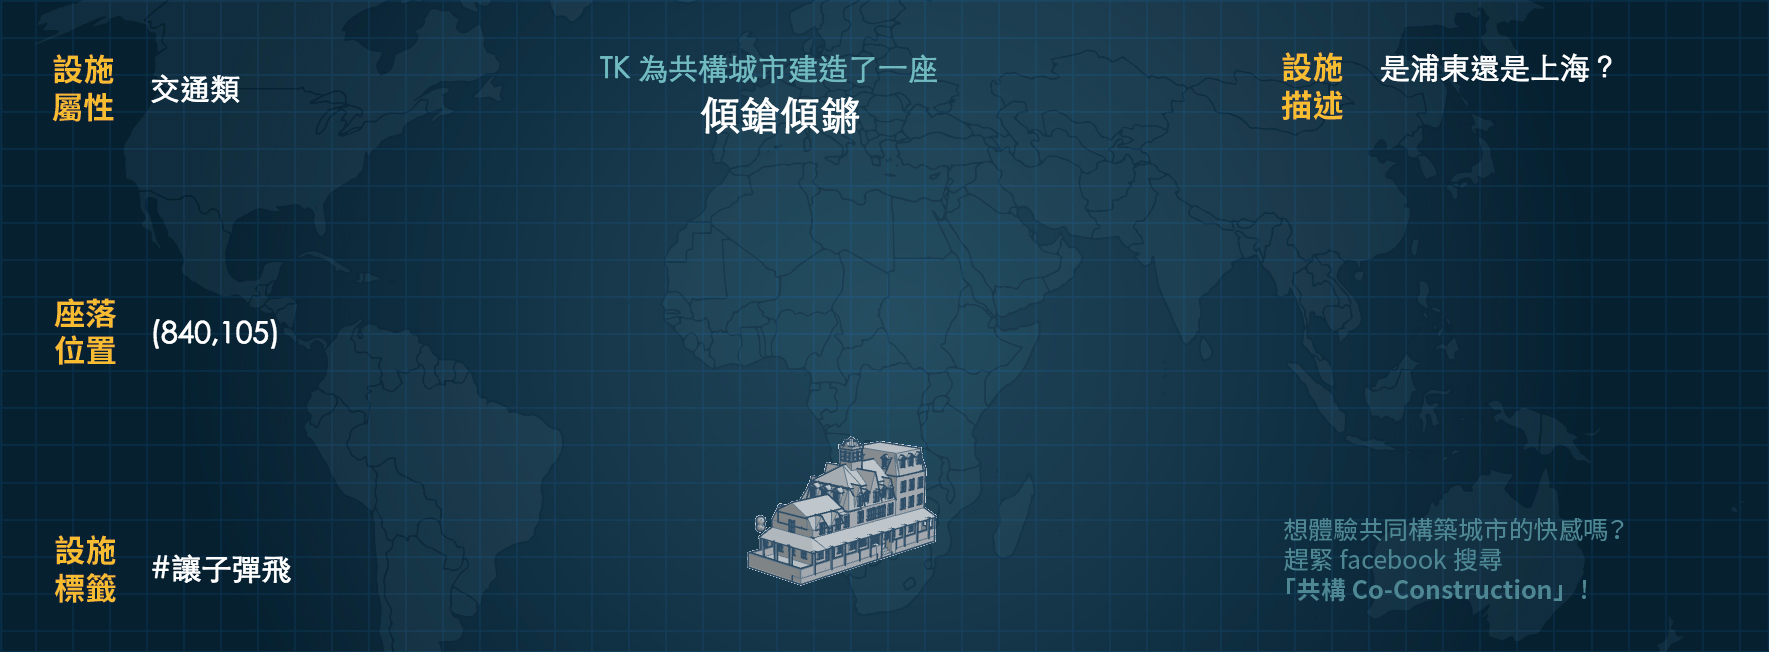 設施
屬性
交通類
TK 為共構城市建造了一座
傾鎗傾鏘
設施
描述
是浦東還是上海？
座落
位置
(840,105)
設施
標籤
#讓子彈飛
想體驗共同構築城市的快感嗎?
趕緊 facebook 搜尋
「共構 Co-Construction」！